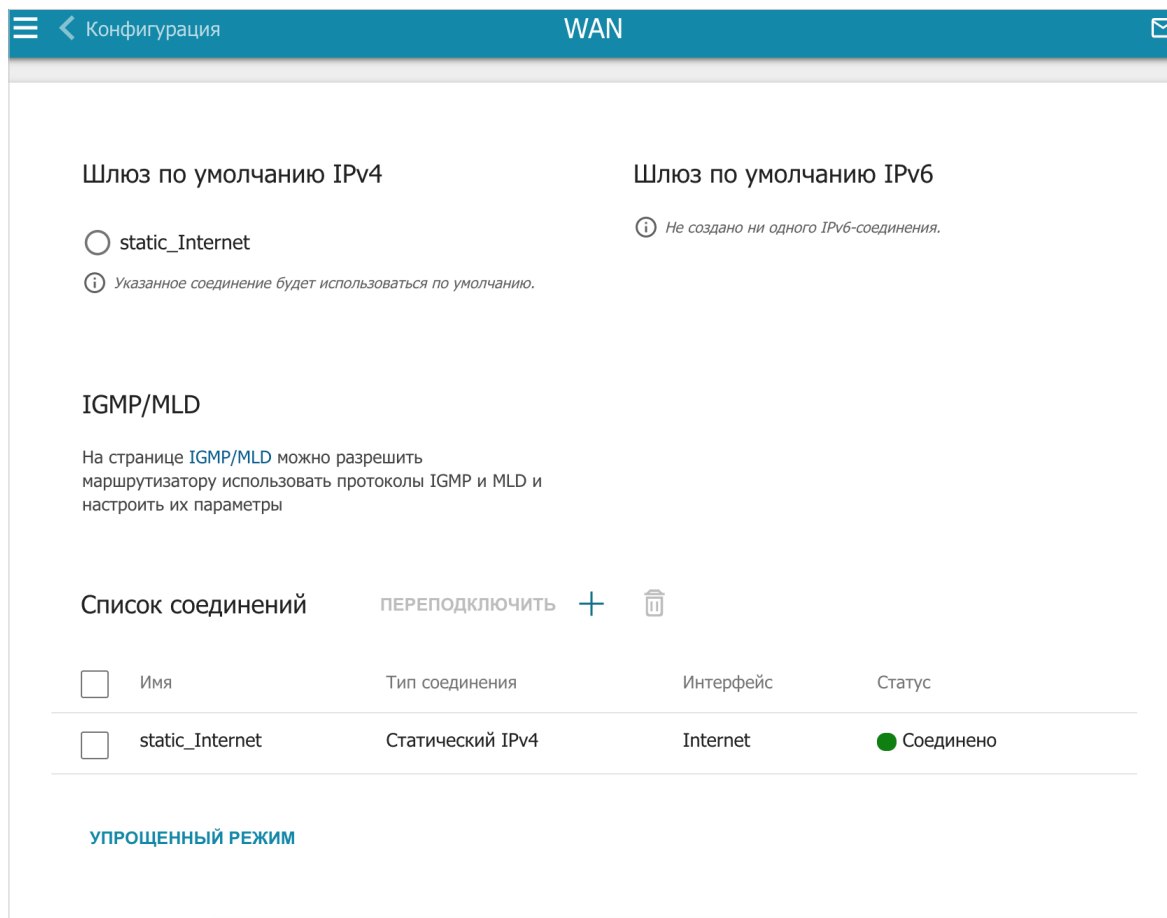 Конфигурация
WAN
Шлюз по умолчанию IPv4
Шлюз по умолчанию IPv6
static_Internet
Не создано ни одного IPv6-соединения.
Указанное соединение будет использоваться по умолчанию.
IGMP/MLD
На странице IGMP/MLD можно разрешить
маршрутизатору использовать протоколы IGMP и MLD и
настроить их параметры
Список соединений
ПЕРЕПОДКЛЮЧИТЬ
Имя Тип соединения Интерфейс Статус
static_Internet Статический IPv4 Internet Соединено
УПРОЩЕННЫЙ РЕЖИМ